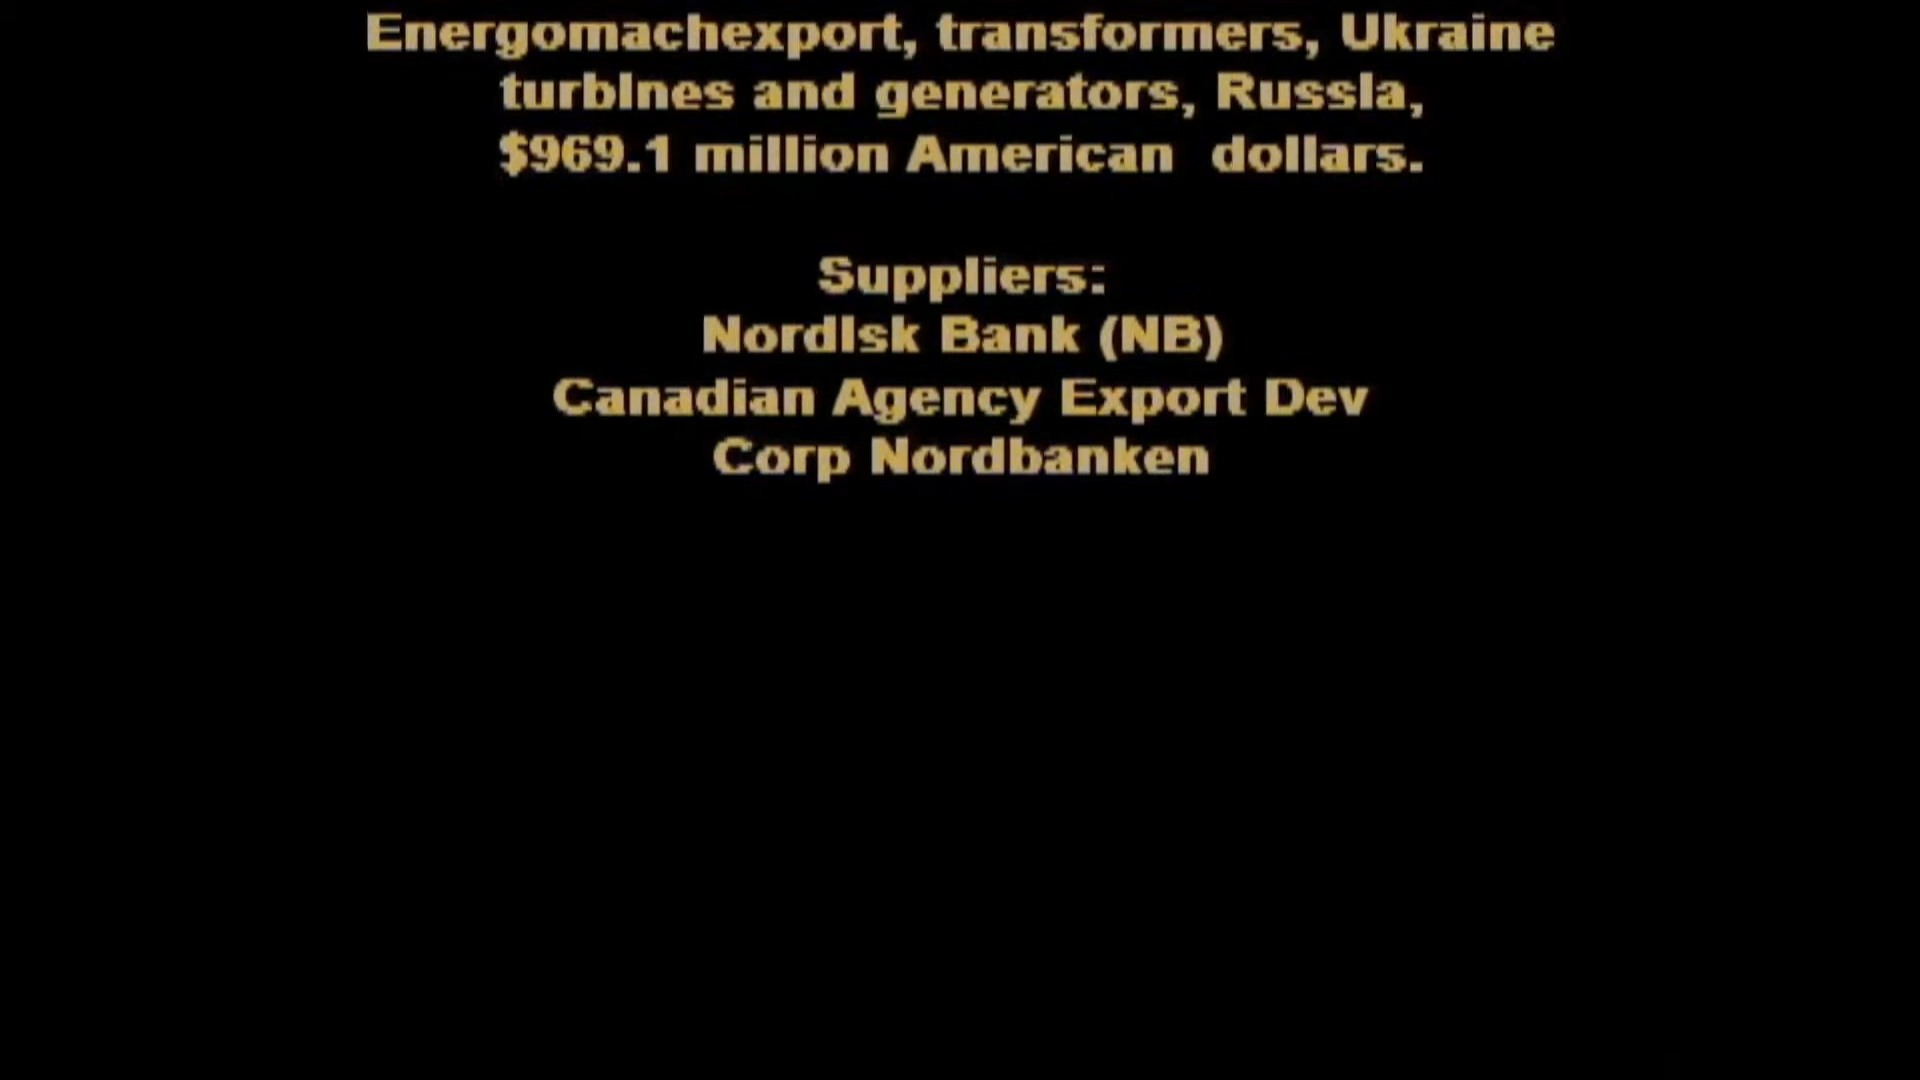 Energomachexport, transformers, Ukraine
turbines and generators, Russia,
$969.1 million American dollars.
Suppliers:
Nordisk Bank (NB)
Canadian Agency Export Dev
Corp Nordbanken